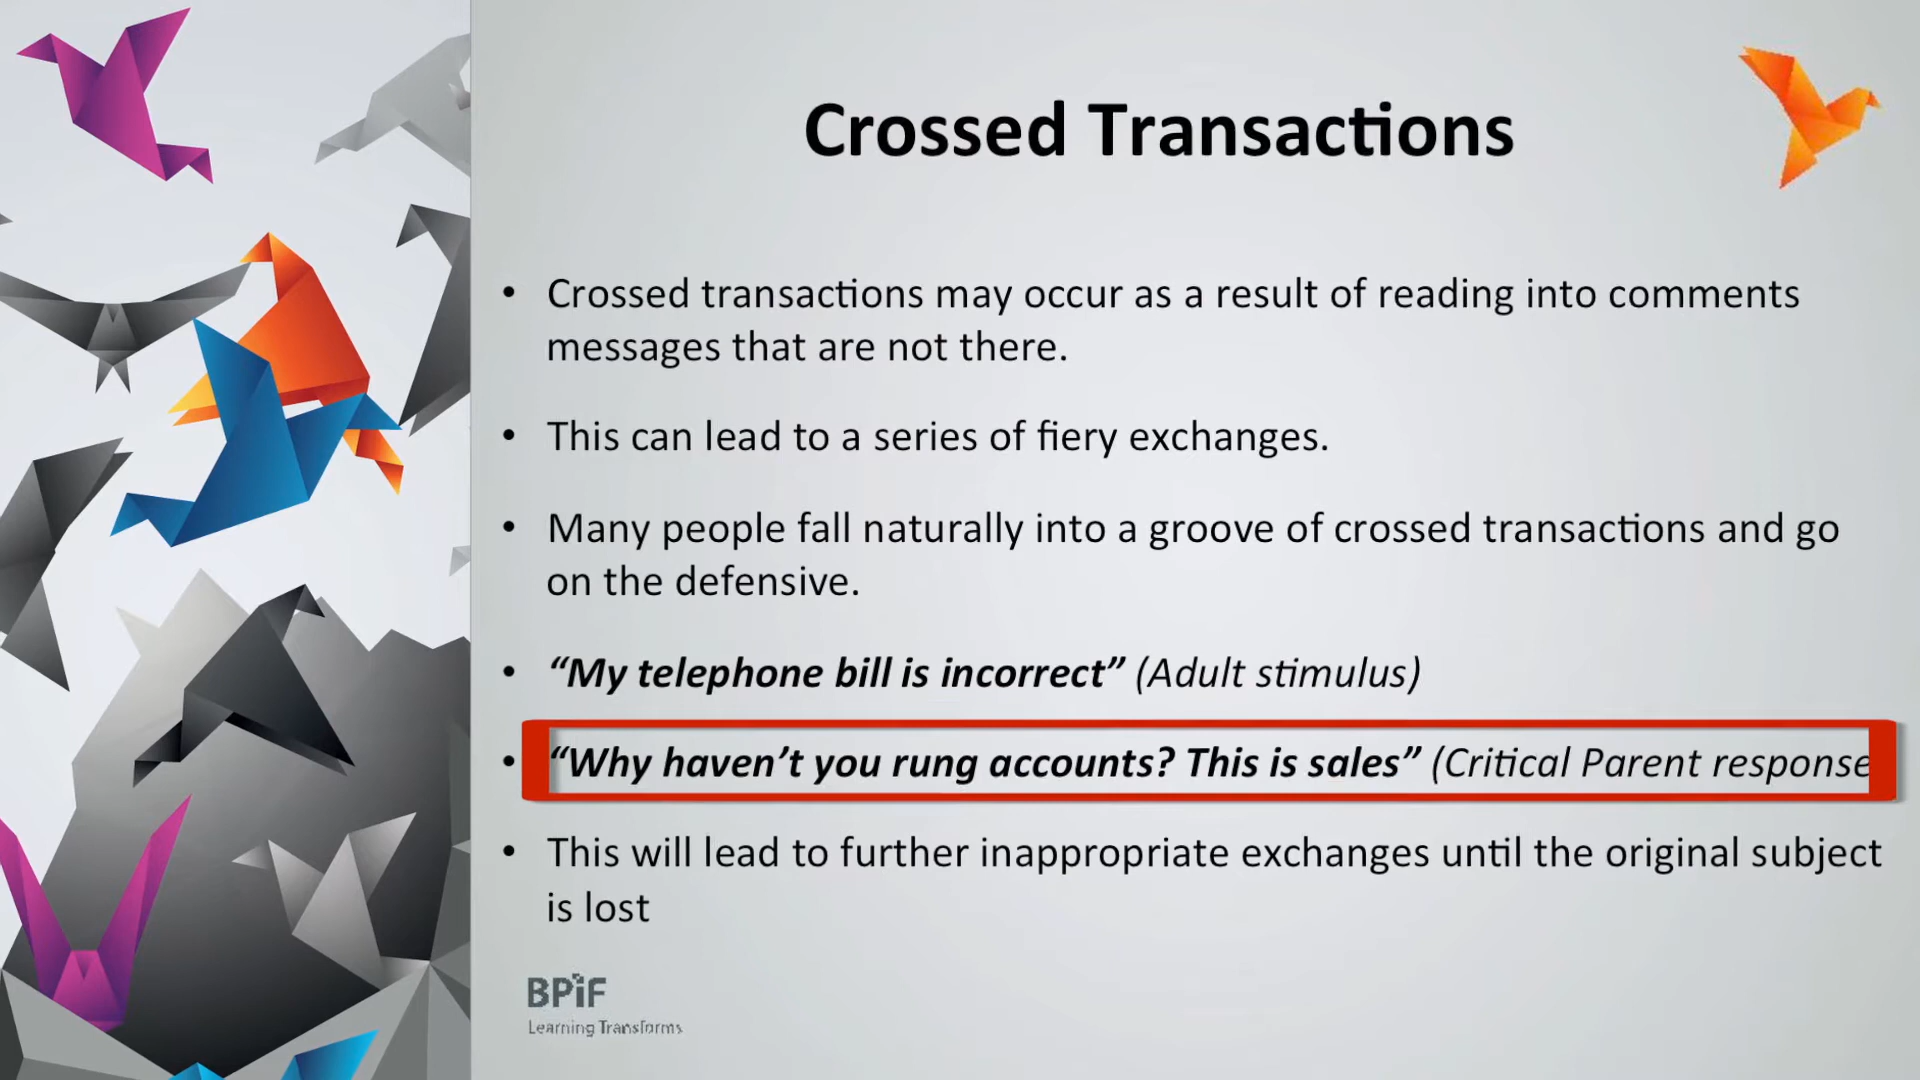 Crossed Transactions
• Crossed transactions may occur as a result of reading into comments
messages that are not there.
• This can lead to a series of fiery exchanges.
• Many people fall naturally into a groove of crossed transactions and go
on the defensive.
• “My telephone bill is incorrect” (Adult stimulus)
• “Why haven’t you rung accounts? This is sales” (Critical Parent response
• This will lead to further inappropriate exchanges until the original subject
is lost
BPiF
Learning Transforms